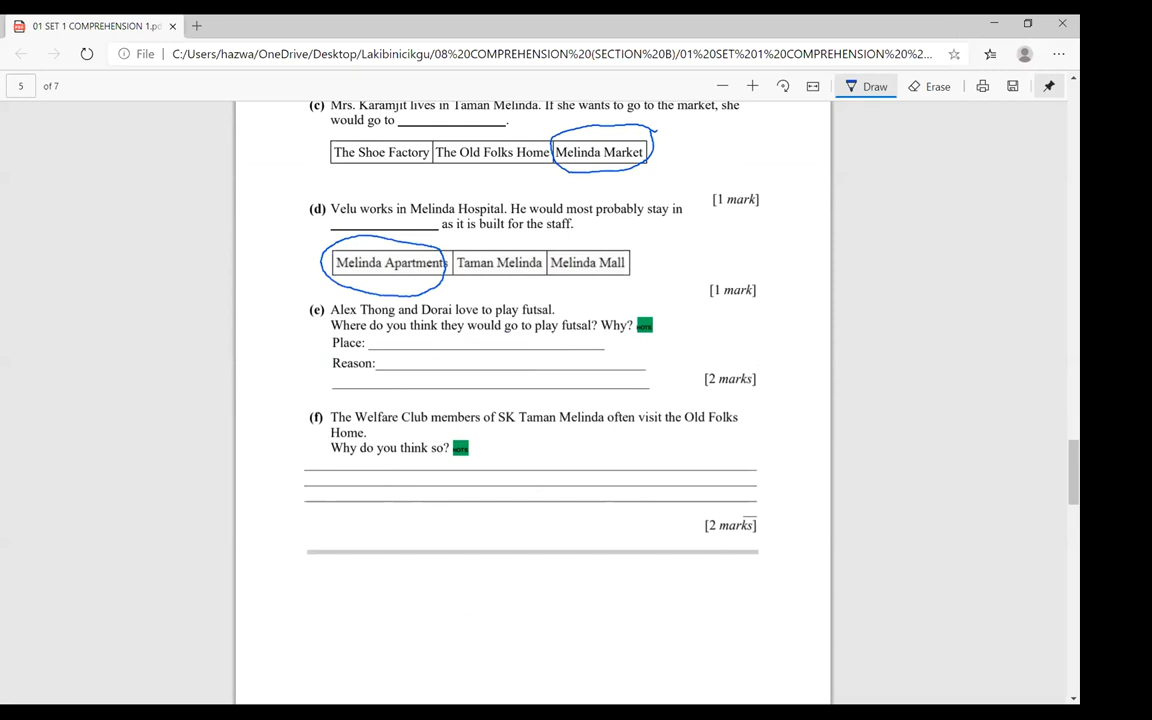 01 SET 1 COMPREHENSION 1.pd
File
C:/Users/hazwa/OneDrive/Desktop/Lakibinicikgu/08%20COMPREHENSION%20(SECTION%20B)/01%20SET%201%20COMPREHENSION%20%2...
5 of 7
Draw
Erase
(c) Mrs. Karamjit lives in Taman Melinda. If she wants to go to the market, she
would go to ____________.
The Shoe Factory The Old Folks Home Melinda Market
[1 mark]
(d) Velu works in Melinda Hospital. He would most probably stay in
____________ as it is built for the staff.
Melinda Apartments Taman Melinda Melinda Mall
[1 mark]
(e) Alex Thong and Dorai love to play futsal.
Where do you think they would go to play futsal? Why?
Place: ____________
Reason: ____________
[2 marks]
(f) The Welfare Club members of SK Taman Melinda often visit the Old Folks
Home.
Why do you think so?
[2 marks]